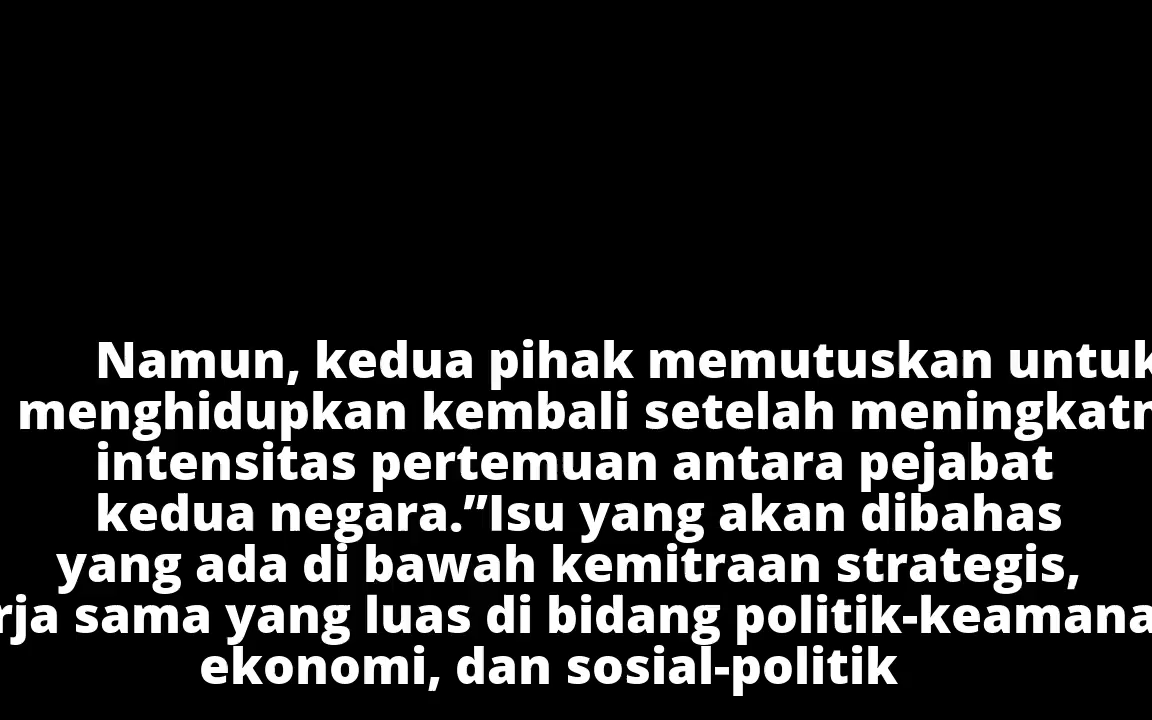 Namun, kedua pihak memutuskan untuk
menghidupkan kembali setelah
intensitas pertemuan antara pejabat
kedua negara.”Isu yang akan dibahas
yang ada di bawah kemitraan strategis,
sama yang luas di bidang
ekonomi, dan sosial-politik